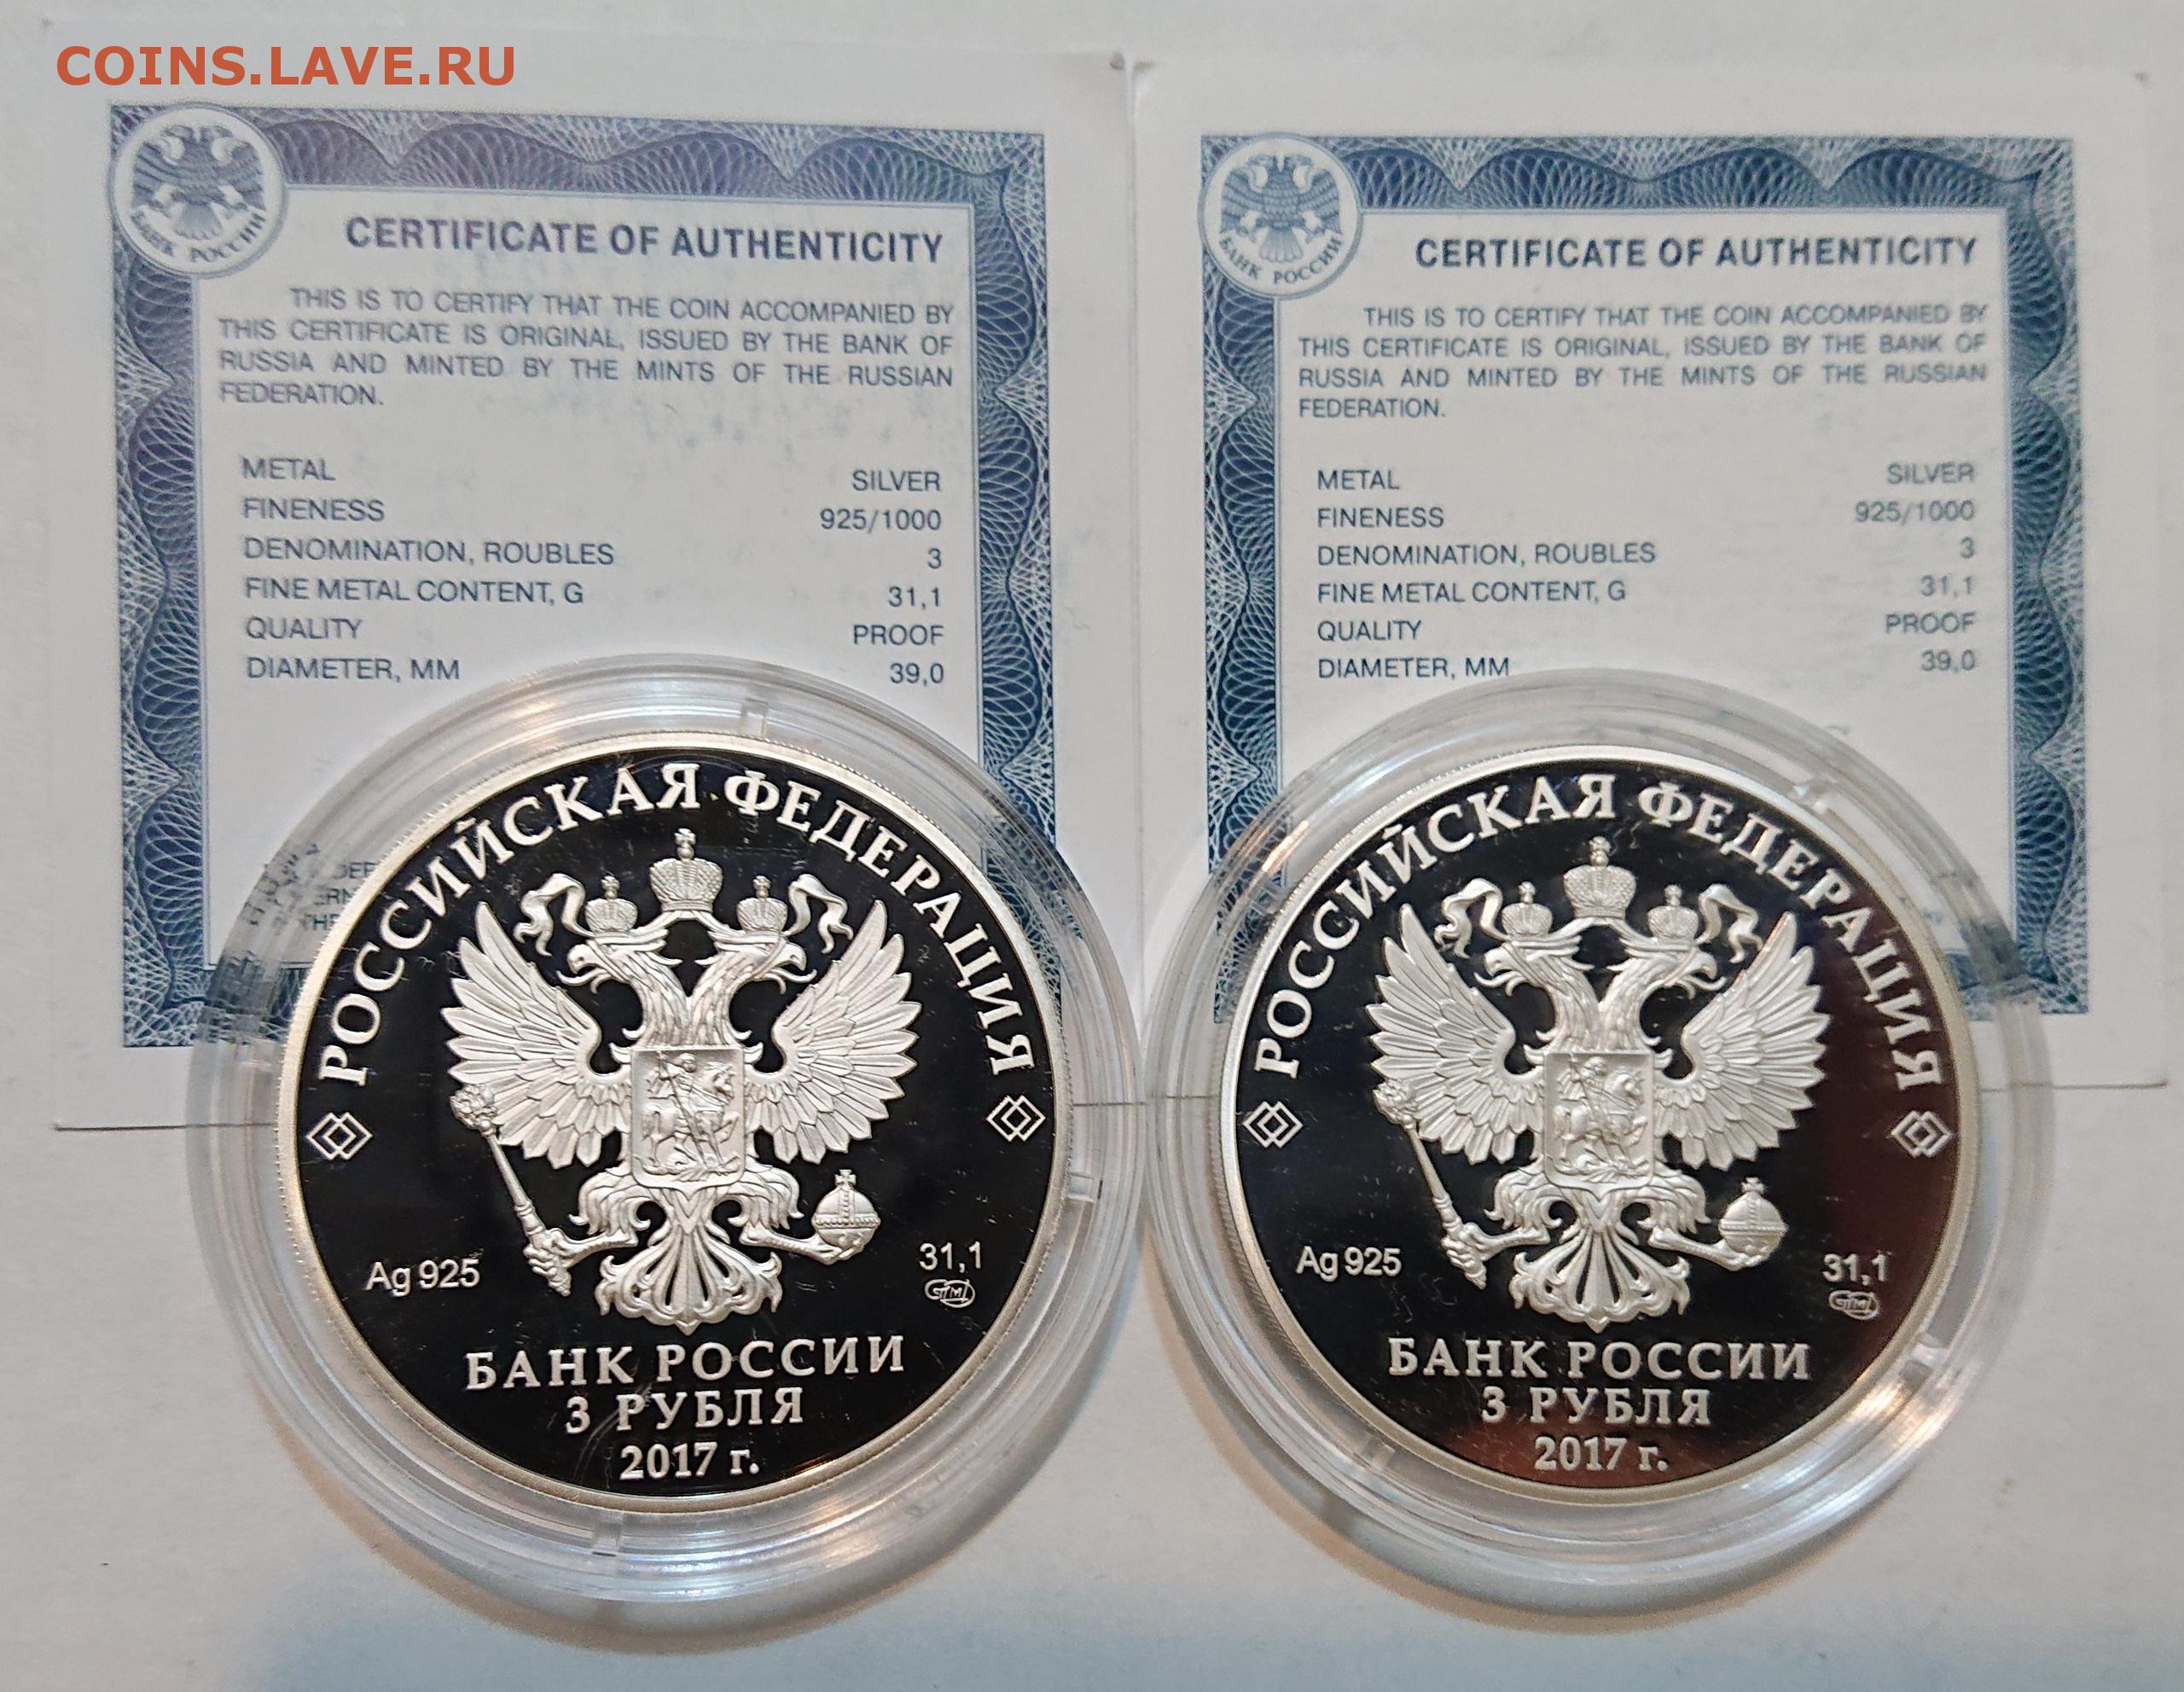 COINS.LAVE.RU
БАНК РОССИИ
CERTIFICATE OF AUTHENTICITY
THIS IS TO CERTIFY THAT THE COIN ACCOMPANIED BY
THIS CERTIFICATE IS ORIGINAL, ISSUED BY THE BANK OF
RUSSIA AND MINTED BY THE MINTS OF THE RUSSIAN
FEDERATION.
METAL SILVER
FINENESS 925/1000
DENOMINATION, ROUBLES 3
FINE METAL CONTENT, G 31,1
QUALITY PROOF
DIAMETER, MM 39,0
РОССИЙСКАЯ ФЕДЕРАЦИЯ
Ag 925
31,1
БАНК РОССИИ
3 РУБЛЯ
2017 г.
БАНК РОССИИ
CERTIFICATE OF AUTHENTICITY
THIS IS TO CERTIFY THAT THE COIN ACCOMPANIED BY
THIS CERTIFICATE IS ORIGINAL, ISSUED BY THE BANK OF
RUSSIA AND MINTED BY THE MINTS OF THE RUSSIAN
FEDERATION.
METAL SILVER
FINENESS 925/1000
DENOMINATION, ROUBLES 3
FINE METAL CONTENT, G 31,1
QUALITY PROOF
DIAMETER, MM 39,0
РОССИЙСКАЯ ФЕДЕРАЦИЯ
Ag 925
31,1
БАНК РОССИИ
3 РУБЛЯ
2017 г.